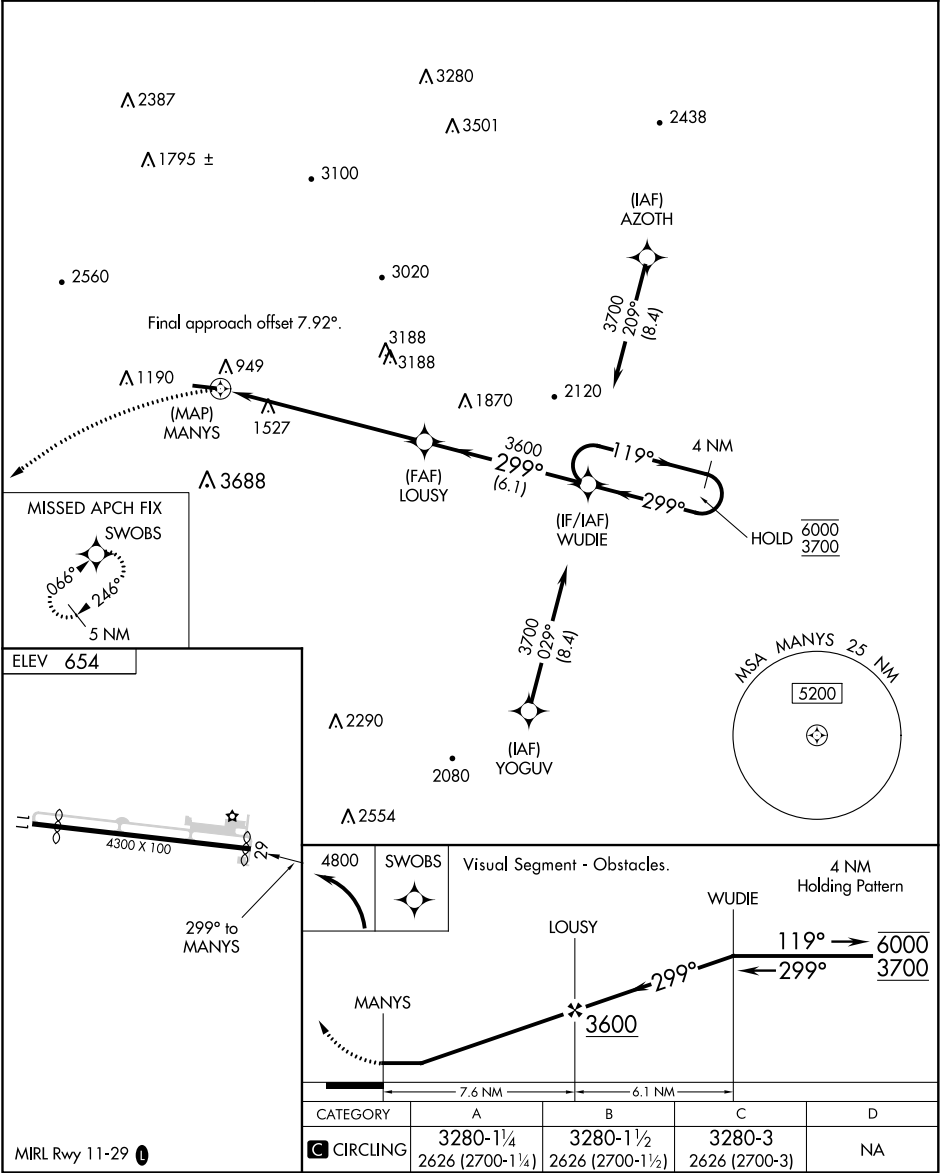 3280
2387
3501
2438
1795 ±
3100
(IAF)
AZOTH
2560
3020
3700
209°
(8.4)
Final approach offset 7.92°.
3188
3188
949
1190
1870
2120
(MAP)
MANYS
1527
3600
299°
(6.1)
119°
4 NM
(FAF)
LOUSY
299°
3688
(IF/IAF)
WUDIE
HOLD
6000
3700
MISSED APCH FIX
SWOBS
066°
246°
5 NM
3700
029°
(8.4)
MSA MANYS 25 NM
5200
ELEV 654
2290
(IAF)
YOGUV
2080
2554
4300 X 100
29
11
299° to
MANYS
MIRL Rwy 11-29 L
4800
SWOBS
Visual Segment - Obstacles.
4 NM
Holding Pattern
WUDIE
LOUSY
119°
6000
299°
3700
299°
MANYS
3600
7.6 NM
6.1 NM
CATEGORY A B C D
C CIRCLING 3280-1¼ 3280-1½ 3280-3 NA
2626 (2700-1¼) 2626 (2700-1½) 2626 (2700-3)